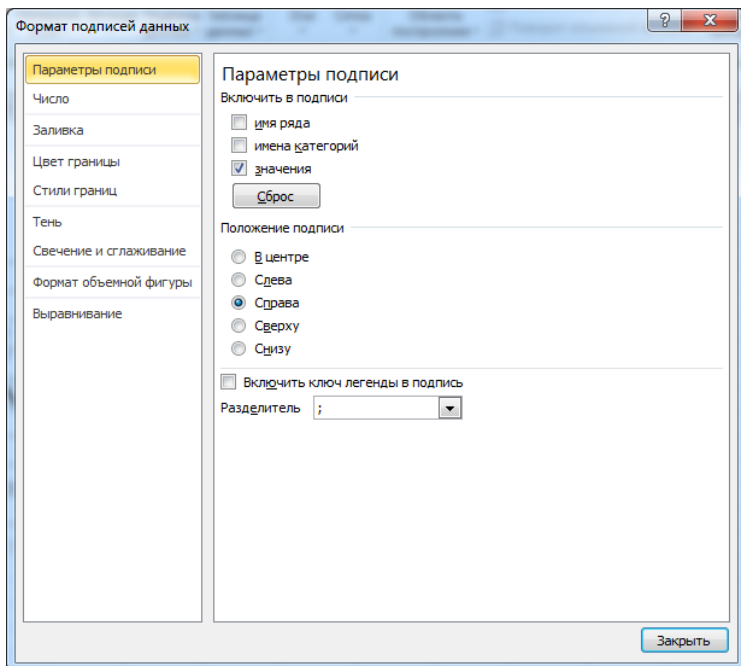 Формат подписей данных
Параметры подписи
Число
Заливка
Цвет границы
Стили границ
Тень
Свечение и сглаживание
Формат объемной фигуры
Выравнивание
Параметры подписи
Включить в подписи
имя ряда
имена категорий
значения
Сброс
Положение подписи
В центре
Слева
Справа
Сверху
Снизу
Включить ключ легенды в подпись
Разделитель ;
Закрыть